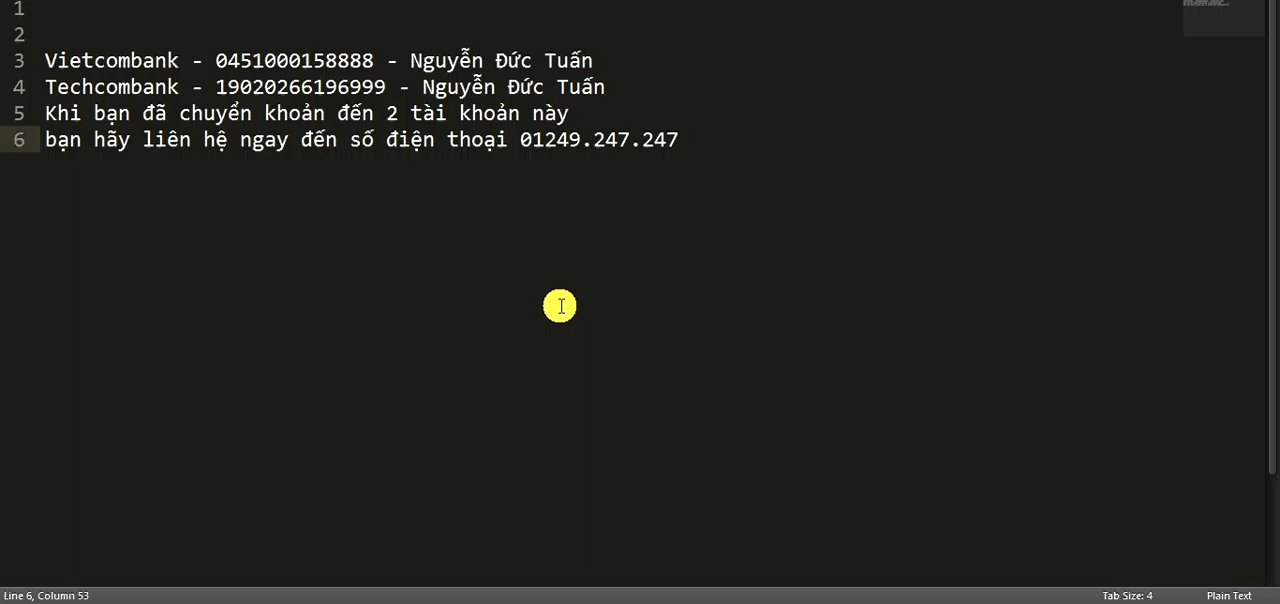 1
2
3 Vietcombank - 0451000158888 - Nguyễn Đức Tuấn
4 Techcombank - 19020266196999 - Nguyễn Đức Tuấn
5 Khi bạn đã chuyển khoản đến 2 tài khoản này
6 bạn hãy liên hệ ngay đến số điện thoại 01249.247.247
Line 6, Column 53 Tab Size: 4 Plain Text